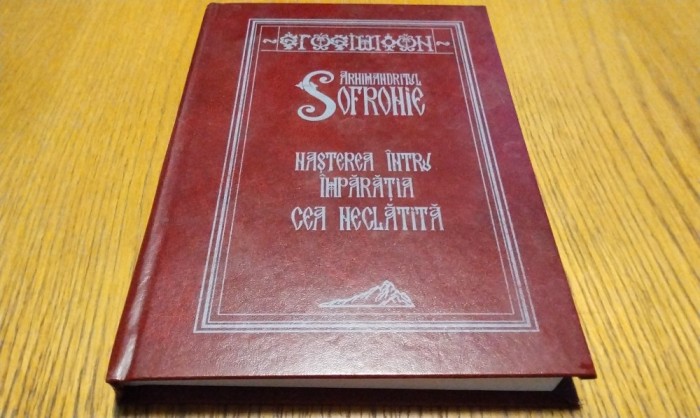 ARHIMANDRITUL
SOFRONIE
NAȘTEREA ÎNTRU
ÎMPĂRĂȚIA
CEA NECLĂTITĂ